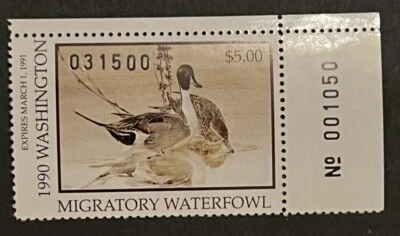 EXPIRES MARCH 1, 1991
1990 WASHINGTON
031500
$5.00
MIGRATORY WATERFOWL
Nº 001050